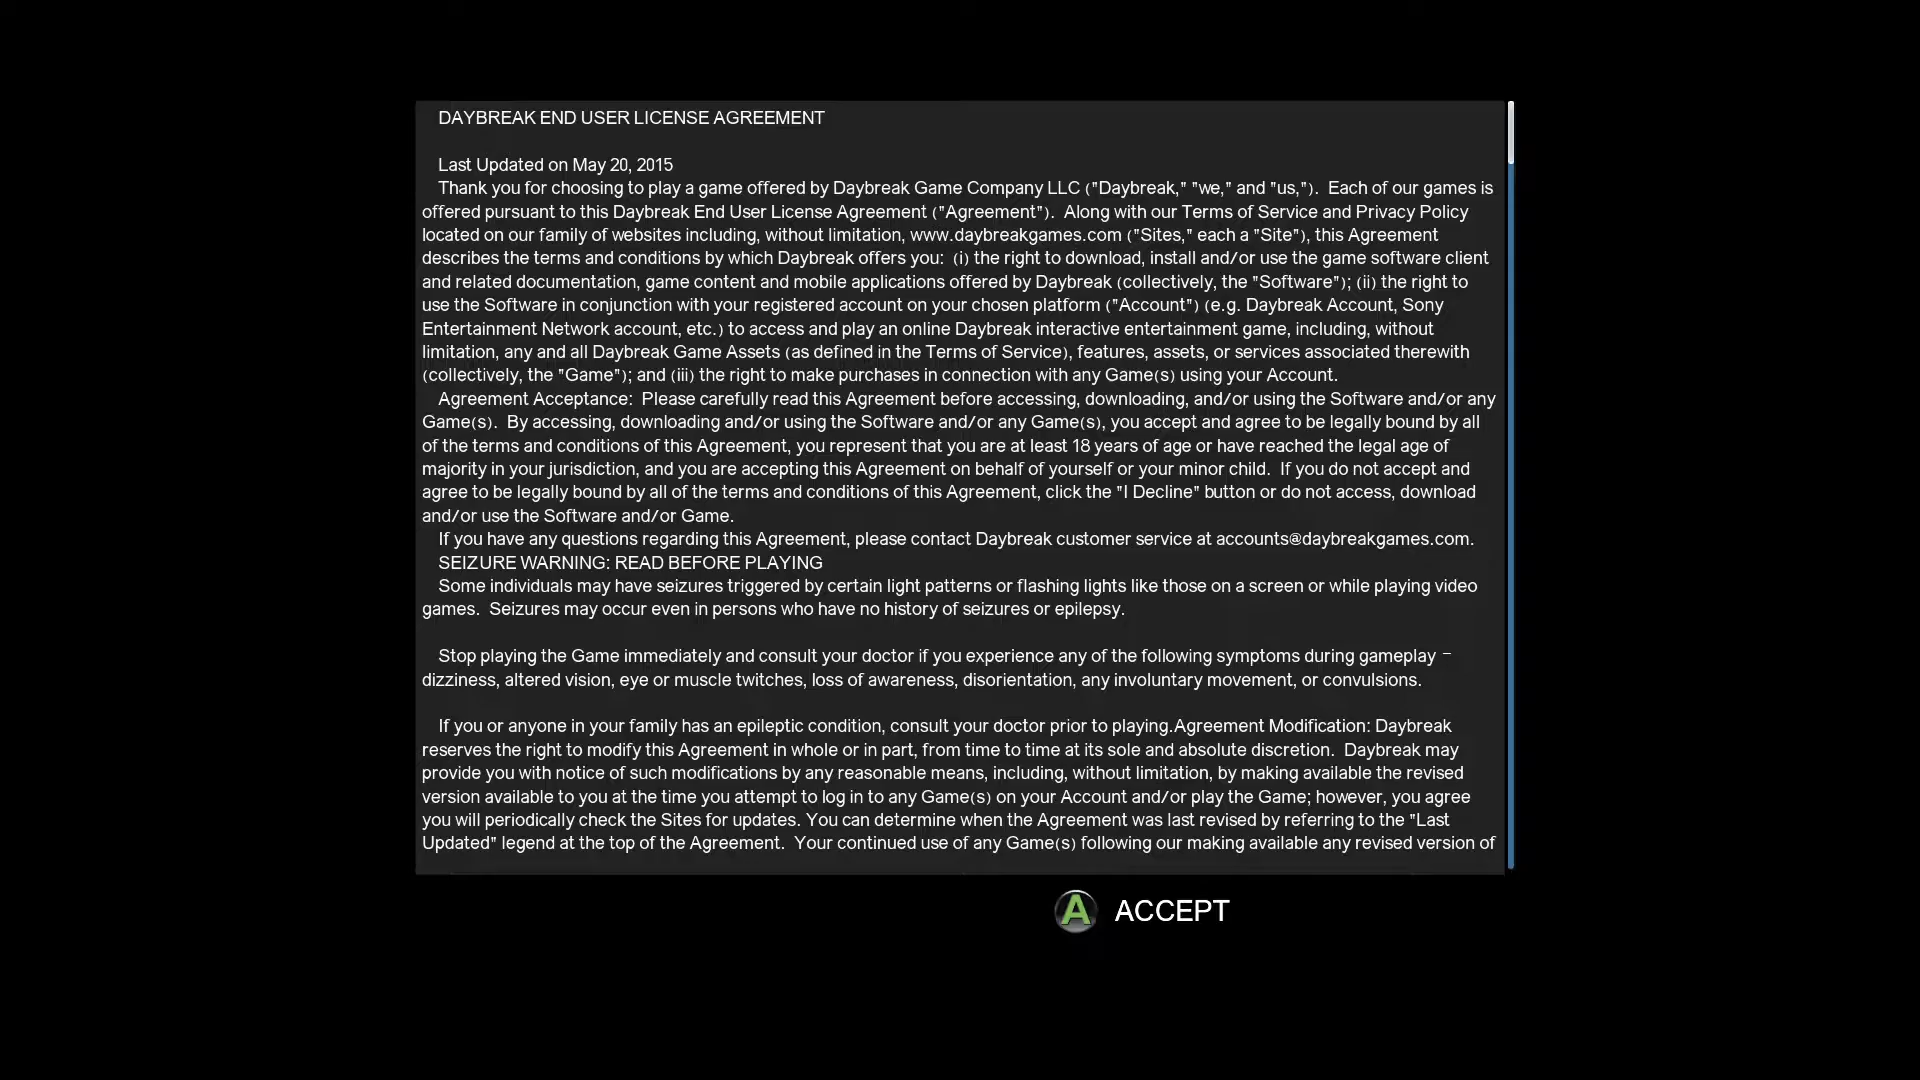 DAYBREAK END USER LICENSE AGREEMENT
Last Updated on May 20, 2015
Thank you for choosing to play a game offered by Daybreak Game Company LLC ("Daybreak," "we," and "us,").  Each of our games is
offered pursuant to this Daybreak End User License Agreement ("Agreement").  Along with our Terms of Service and Privacy Policy
located on our family of websites including, without limitation, www.daybreakgames.com ("Sites," each a "Site"), this Agreement
describes the terms and conditions by which Daybreak offers you:  (i) the right to download, install and/or use the game software client
and related documentation, game content and mobile applications offered by Daybreak (collectively, the "Software"); (ii) the right to
use the Software in conjunction with your registered account on your chosen platform ("Account") (e.g. Daybreak Account, Sony
Entertainment Network account, etc.) to access and play an online Daybreak interactive entertainment game, including, without
limitation, any and all Daybreak Game Assets (as defined in the Terms of Service), features, assets, or services associated therewith
(collectively, the "Game"); and (iii) the right to make purchases in connection with any Game(s) using your Account.
Agreement Acceptance:  Please carefully read this Agreement before accessing, downloading, and/or using the Software and/or any
Game(s).  By accessing, downloading and/or using the Software and/or any Game(s), you accept and agree to be legally bound by all
of the terms and conditions of this Agreement, you represent that you are at least 18 years of age or have reached the legal age of
majority in your jurisdiction, and you are accepting this Agreement on behalf of yourself or your minor child.  If you do not accept and
agree to be legally bound by all of the terms and conditions of this Agreement, click the "I Decline" button or do not access, download
and/or use the Software and/or Game.
If you have any questions regarding this Agreement, please contact Daybreak customer service at accounts@daybreakgames.com.
SEIZURE WARNING: READ BEFORE PLAYING
Some individuals may have seizures triggered by certain light patterns or flashing lights like those on a screen or while playing video
games.  Seizures may occur even in persons who have no history of seizures or epilepsy.
Stop playing the Game immediately and consult your doctor if you experience any of the following symptoms during gameplay –
dizziness, altered vision, eye or muscle twitches, loss of awareness, disorientation, any involuntary movement, or convulsions.
If you or anyone in your family has an epileptic condition, consult your doctor prior to playing.Agreement Modification: Daybreak
reserves the right to modify this Agreement in whole or in part, from time to time at its sole and absolute discretion.  Daybreak may
provide you with notice of such modifications by any reasonable means, including, without limitation, by making available the revised
version available to you at the time you attempt to log in to any Game(s) on your Account and/or play the Game; however, you agree
you will periodically check the Sites for updates. You can determine when the Agreement was last revised by referring to the "Last
Updated" legend at the top of the Agreement.  Your continued use of any Game(s) following our making available any revised version of
A ACCEPT